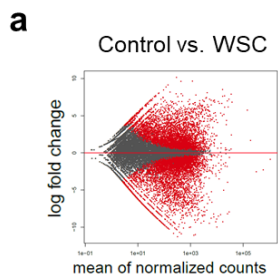 a
Control vs. WSC
log fold change
10
5
0
-5
-10
1e-01
1e+01
1e+03
1e+05
mean of normalized counts